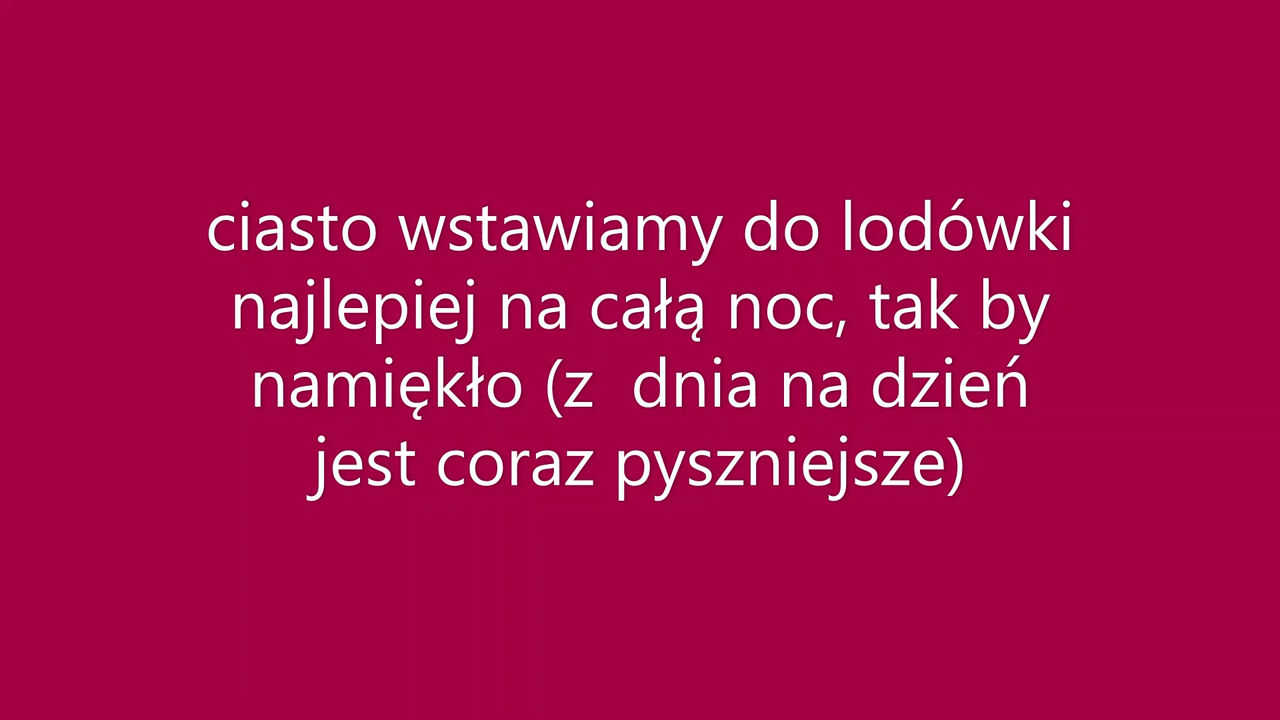 ciasto wstawiamy do lodówki
najlepiej na całą noc, tak by
namiękło (z  dnia na dzień
jest coraz pyszniejsze)